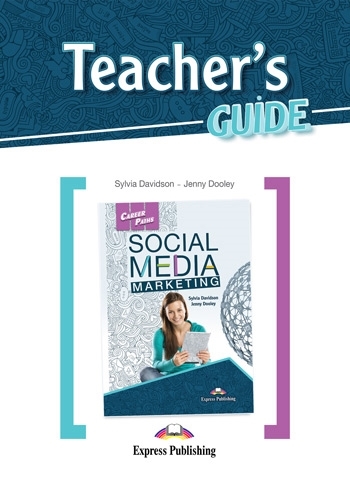 Teacher's
GUIDE
Sylvia Davidson - Jenny Dooley
CAREER
PATHS
SOCIAL
MEDIA
MARKETING
Sylvia Davidson
Jenny Dooley
Express Publishing
Express Publishing